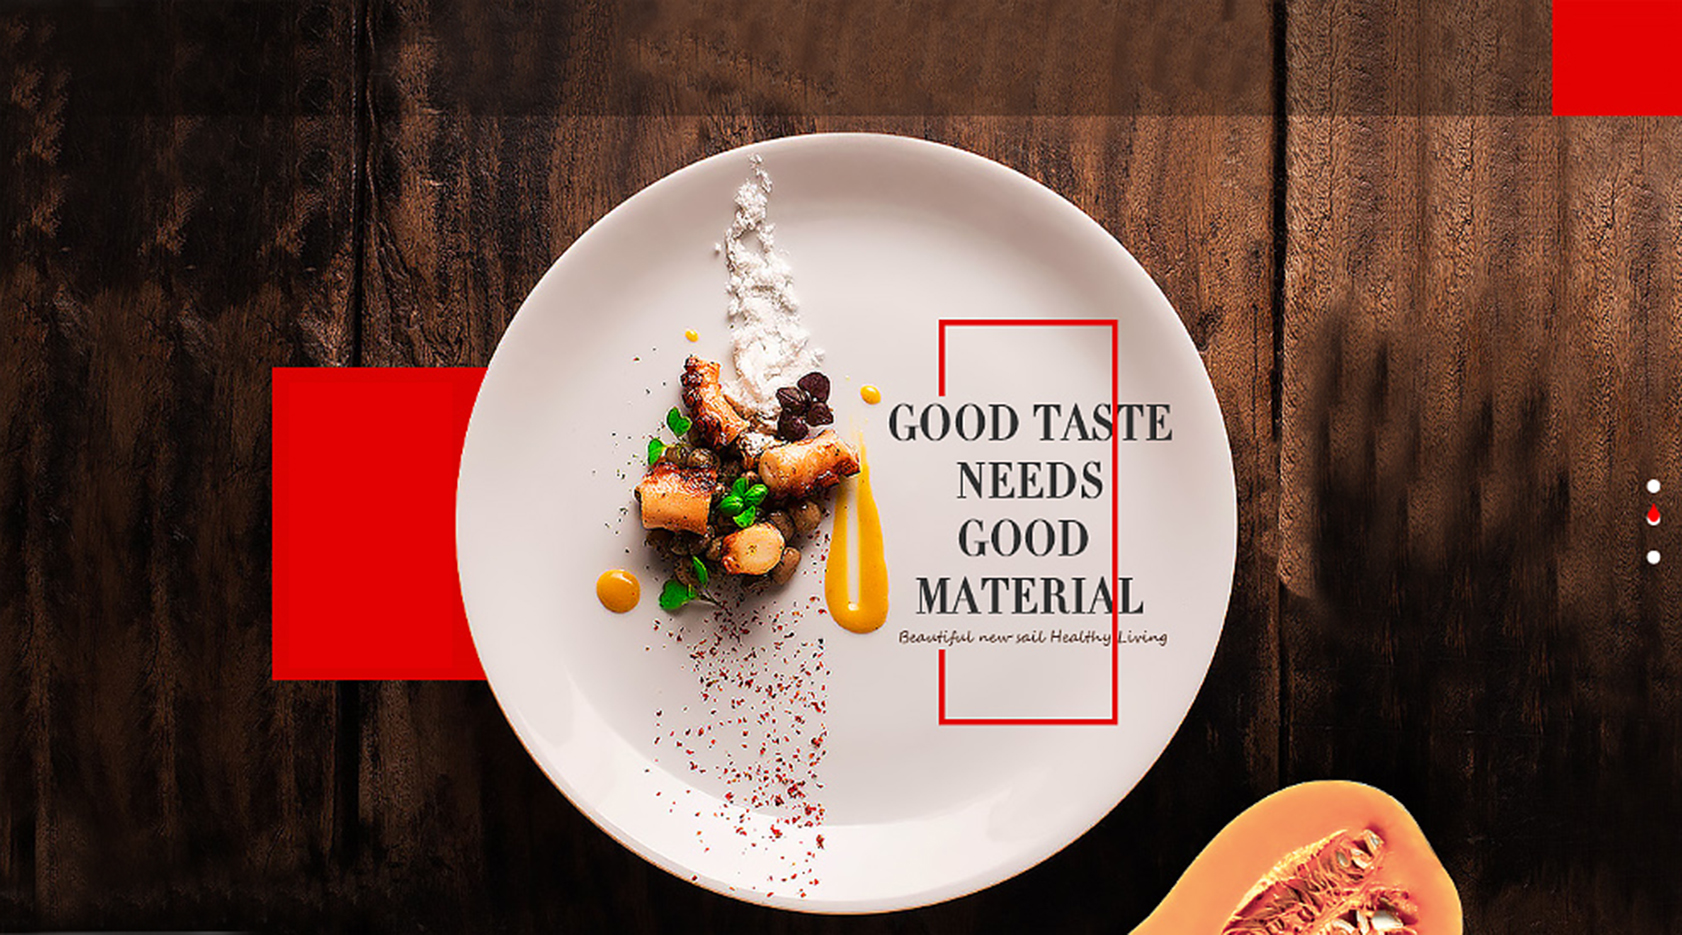 GOOD TASTE
NEEDS
GOOD
MATERIAL
Beautiful new sail Healthy Living